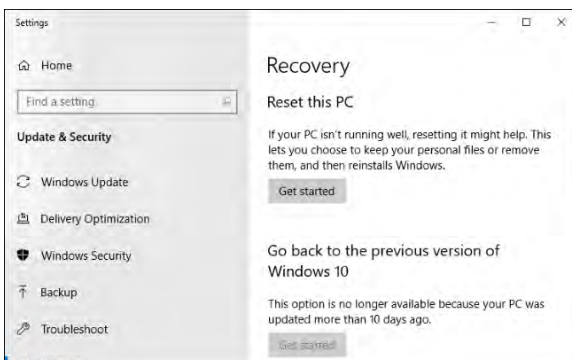 Settings
Home
Find a setting
Update & Security
Windows Update
Delivery Optimization
Windows Security
Backup
Troubleshoot
Recovery
Reset this PC
If your PC isn't running well, resetting it might help. This
lets you choose to keep your personal files or remove
them, and then reinstalls Windows.
Get started
Go back to the previous version of
Windows 10
This option is no longer available because your PC was
updated more than 10 days ago.
Get started